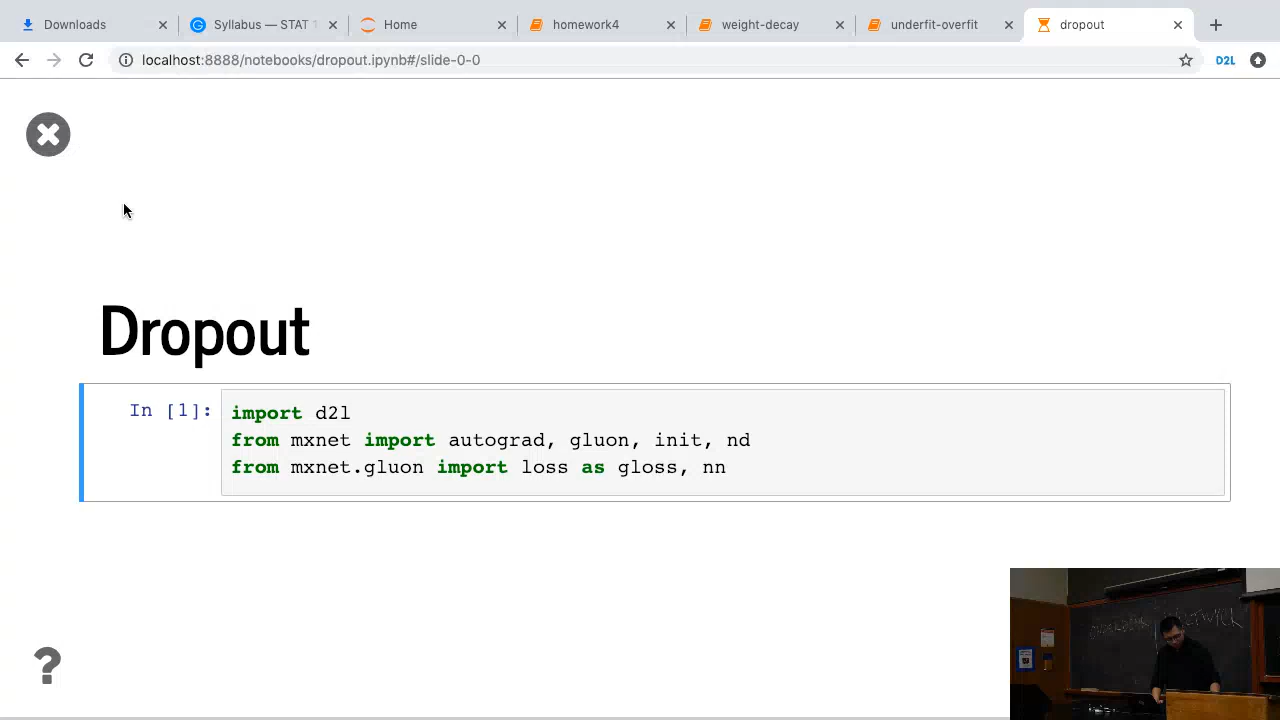 Downloads
Syllabus — STAT 1
Home
homework4
weight-decay
underfit-overfit
dropout
localhost:8888/notebooks/dropout.ipynb#/slide-0-0
D2L
Dropout
In [1]:
import d2l
from mxnet import autograd, gluon, init, nd
from mxnet.gluon import loss as gloss, nn
?